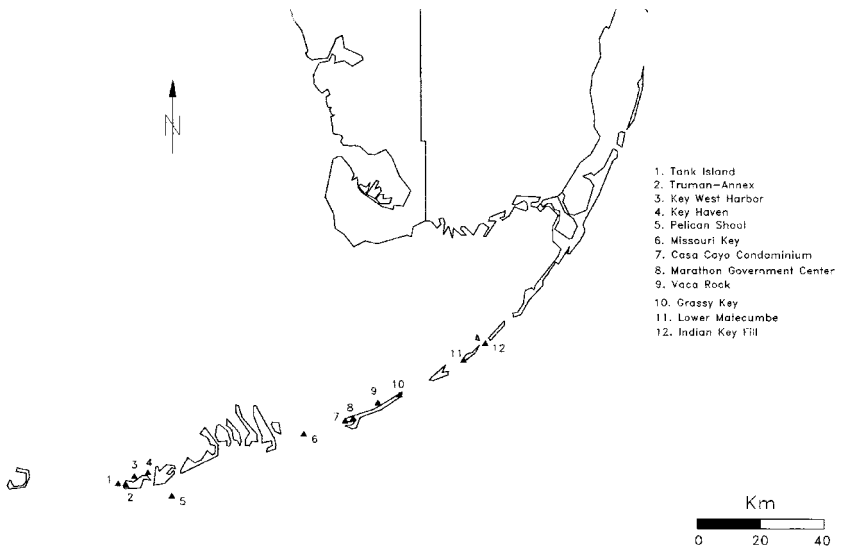 N
1. Tank Island
2. Truman-Annex
3. Key West Harbor
4. Key Haven
5. Pelican Shoal
6. Missouri Key
7. Casa Cayo Condominium
8. Marathon Government Center
9. Vaca Rock
10. Grassy Key
11. Lower Matecumbe
12. Indian Key Fill
12
11
10
9
8
7
6
4
3
1
2
5
Km
0 20 40